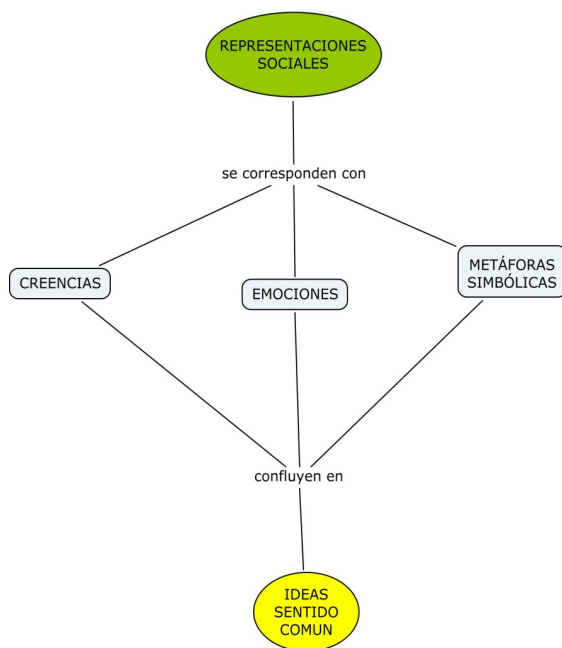 REPRESENTACIONES
SOCIALES
se corresponden con
CREENCIAS
EMOCIONES
METÁFORAS
SIMBÓLICAS
confluyen en
IDEAS
SENTIDO
COMUN